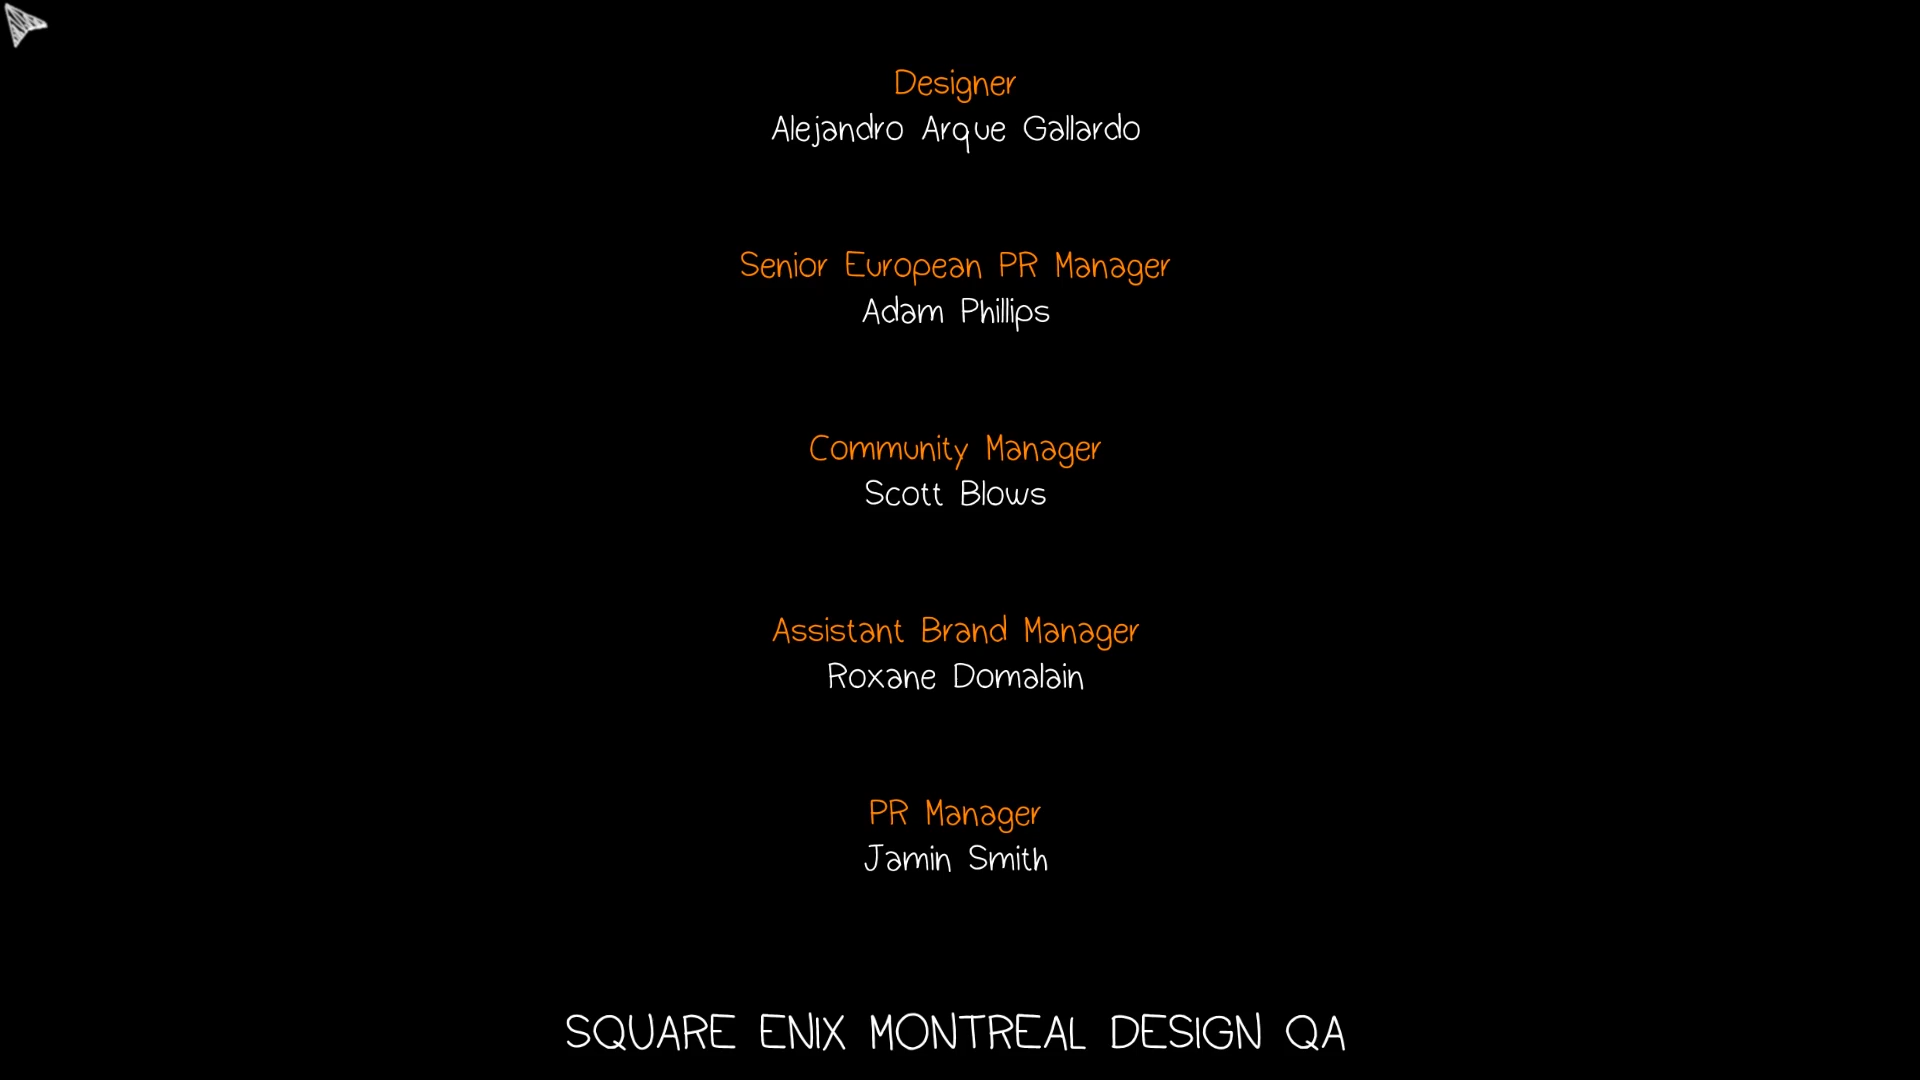 Designer
Alejandro Arque Gallardo
Senior European PR Manager
Adam Phillips
Community Manager
Scott Blows
Assistant Brand Manager
Roxane Domalain
PR Manager
Jamin Smith
SQUARE ENIX MONTREAL DESIGN QA